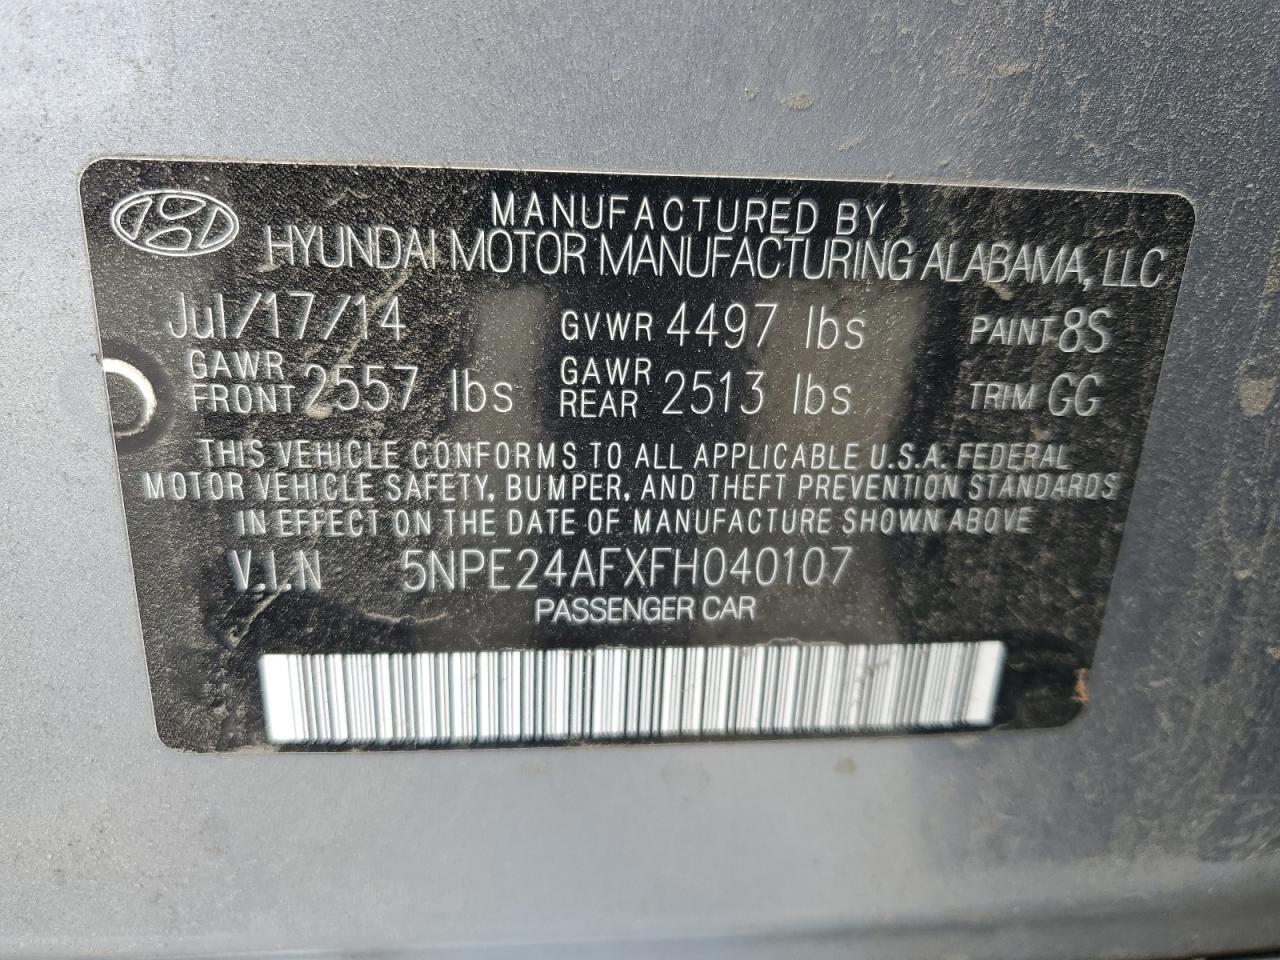 MANUFACTURED BY
HYUNDAI MOTOR MANUFACTURING ALABAMA, LLC
Jul/17/14 GVWR 4497 lbs PAINT 8S
GAWR FRONT 2557 lbs GAWR REAR 2513 lbs TRIM GG
THIS VEHICLE CONFORMS TO ALL APPLICABLE U.S.A. FEDERAL
MOTOR VEHICLE SAFETY, BUMPER, AND THEFT PREVENTION STANDARDS
IN EFFECT ON THE DATE OF MANUFACTURE SHOWN ABOVE
V.I.N 5NPE24AFXFH040107
PASSENGER CAR